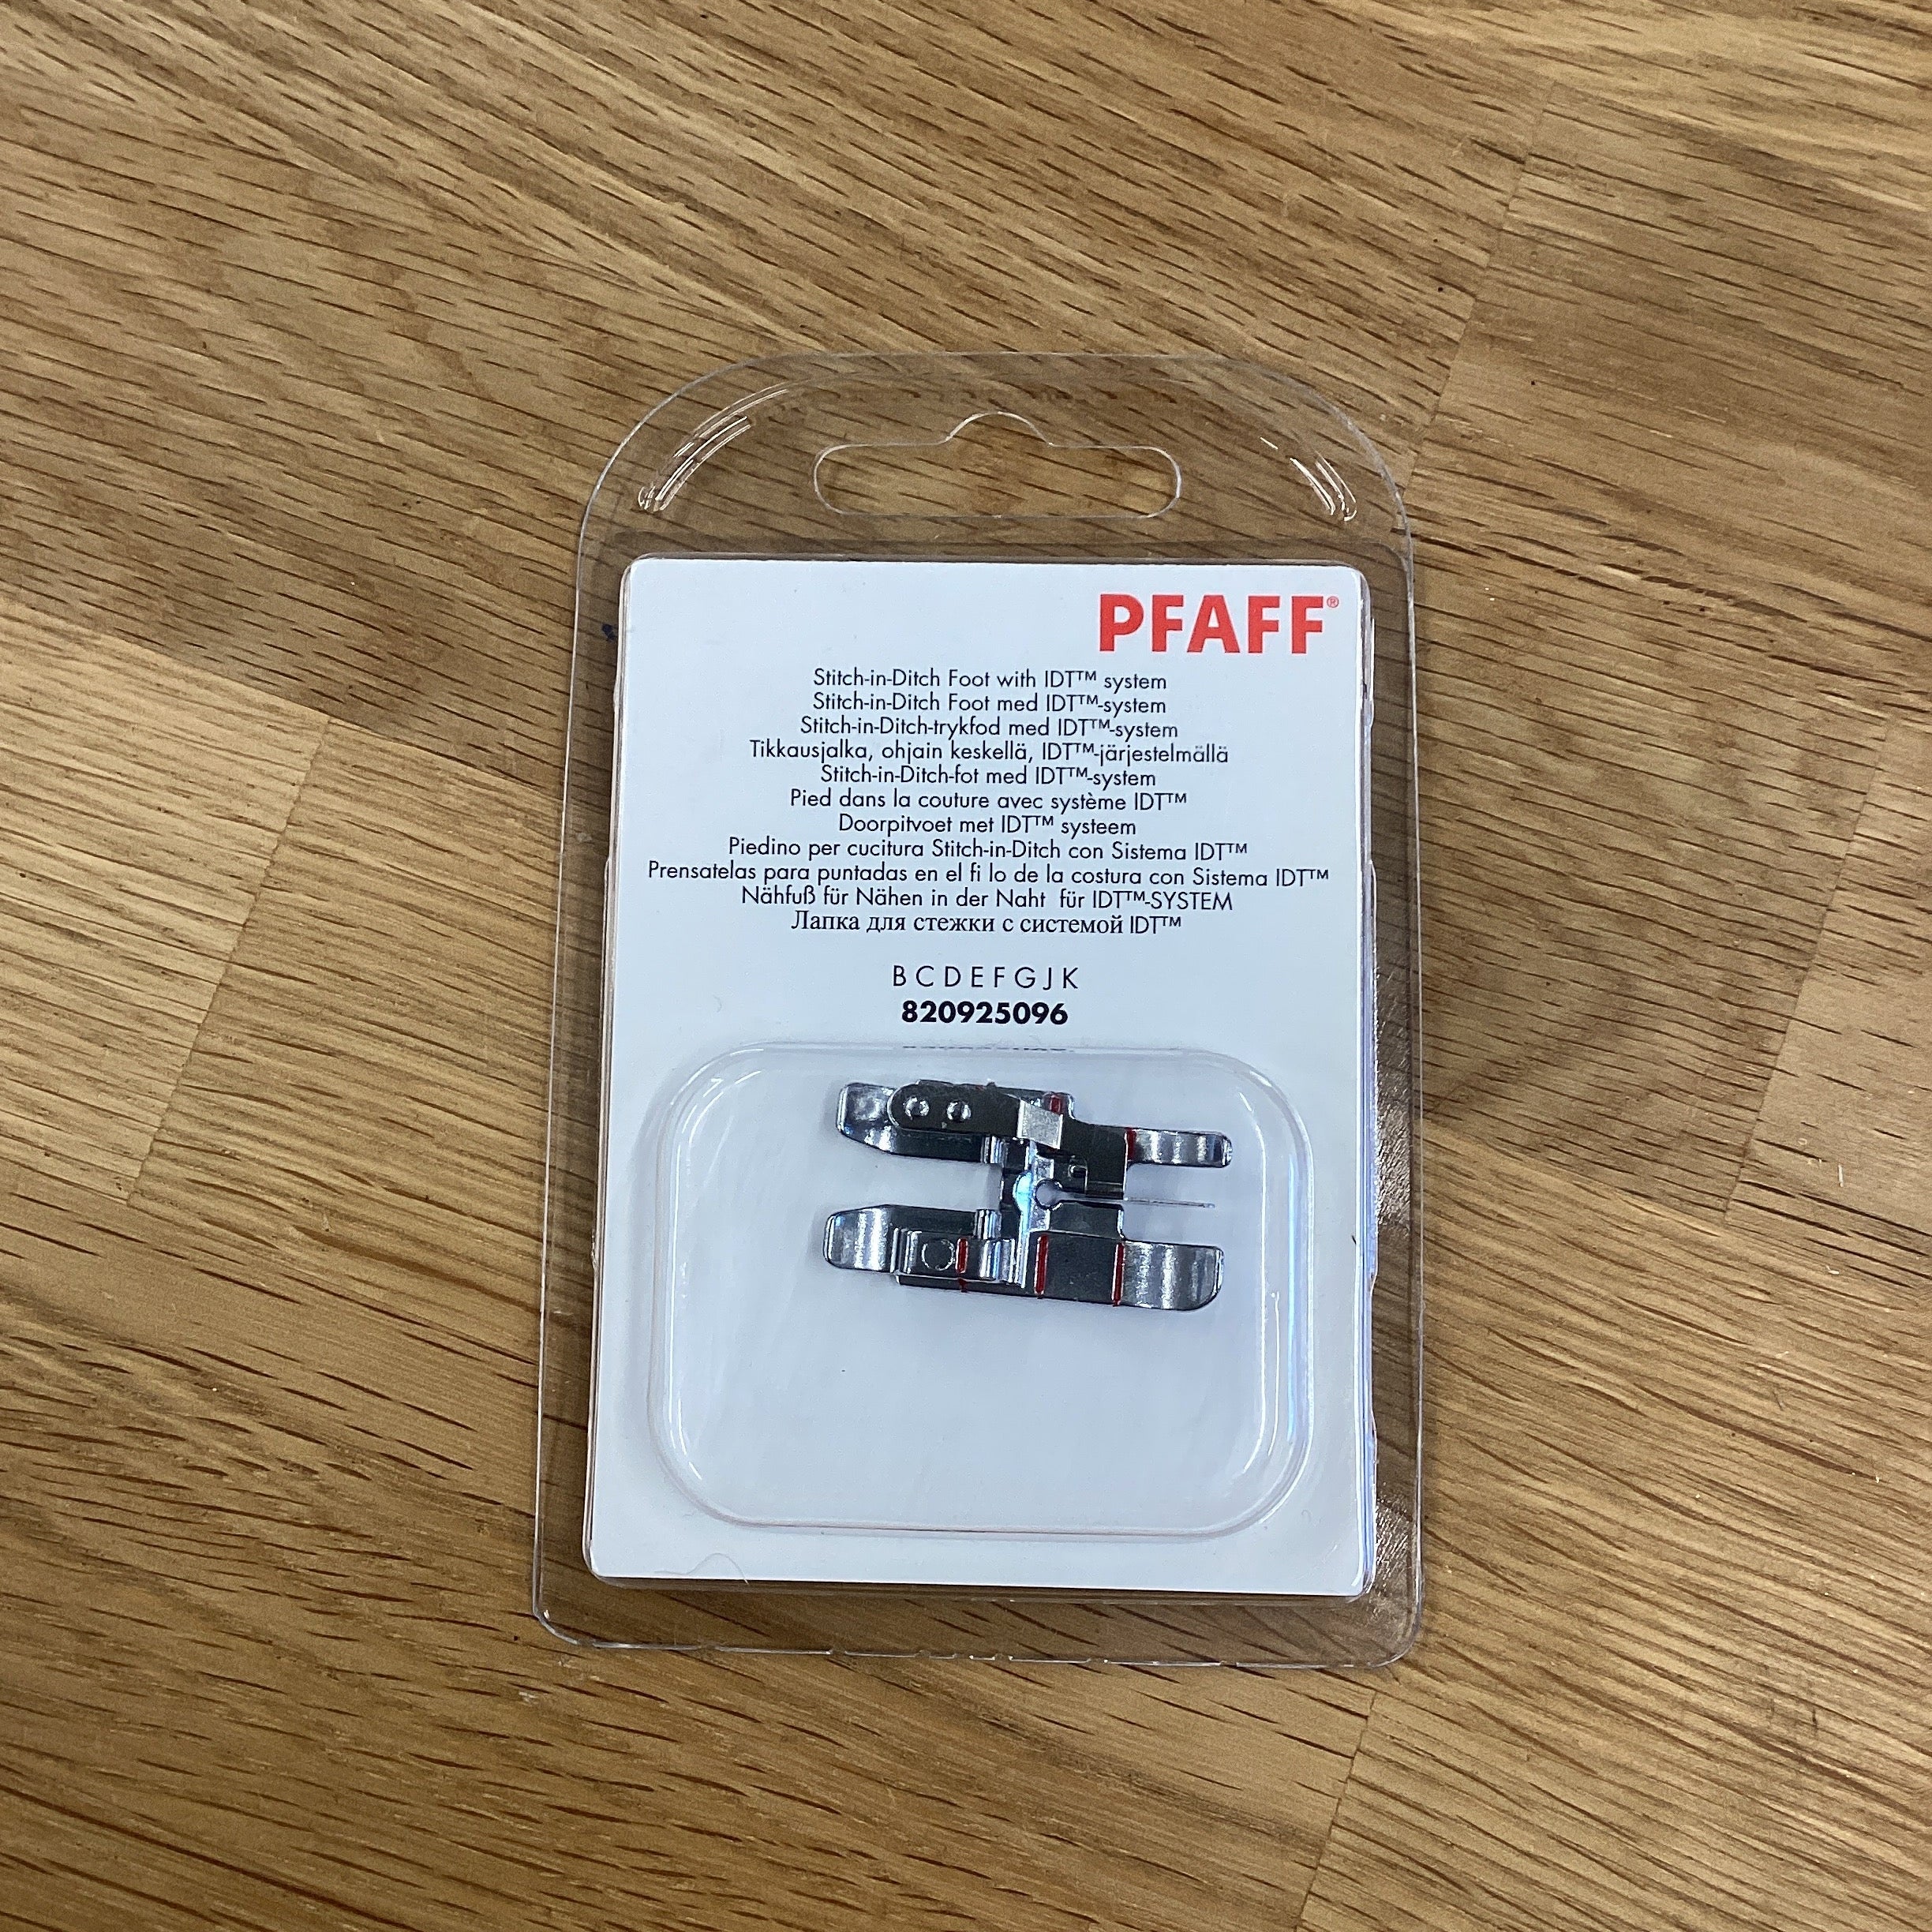 PFAFF®
Stitch-in-Ditch Foot with IDT™ system
Stitch-in-Ditch Foot med IDT™-system
Stitch-in-Ditch-trykfod med IDT™-system
Tikkausjalka, ohjain keskellä, IDT™-järjestelmällä
Stitch-in-Ditch-fot med IDT™-system
Pied dans la couture avec système IDT™
Doorpitvoet met IDT™ systeem
Piedino per cucitura Stitch-in-Ditch con Sistema IDT™
Prensatelas para puntadas en el fi lo de la costura con Sistema IDT™
Nähfuß für Nähen in der Naht für IDT™-SYSTEM
Лапка для стежки с системой IDT™
B C D E F G J K
820925096